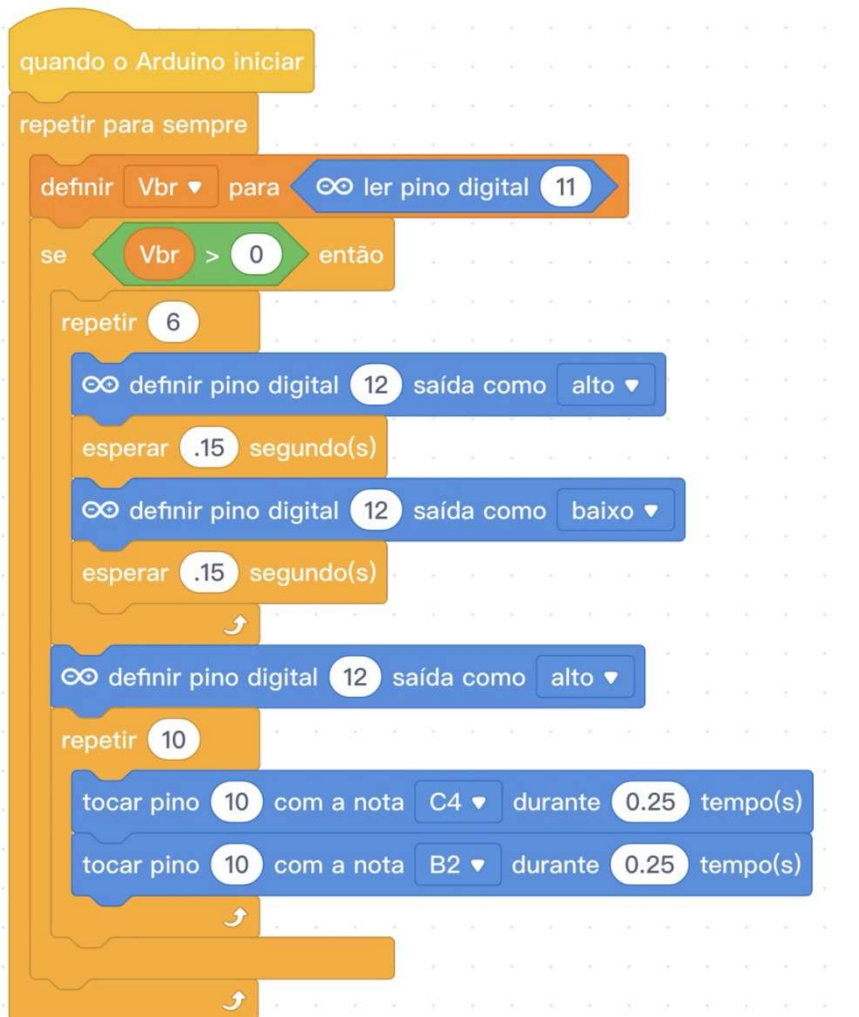 quando o Arduino iniciar
repetir para sempre
definir Vbr para ler pino digital 11
se Vbr > 0 então
repetir 6
definir pino digital 12 saída como alto
esperar .15 segundo(s)
definir pino digital 12 saída como baixo
esperar .15 segundo(s)
definir pino digital 12 saída como alto
repetir 10
tocar pino 10 com a nota C4 durante 0.25 tempo(s)
tocar pino 10 com a nota B2 durante 0.25 tempo(s)